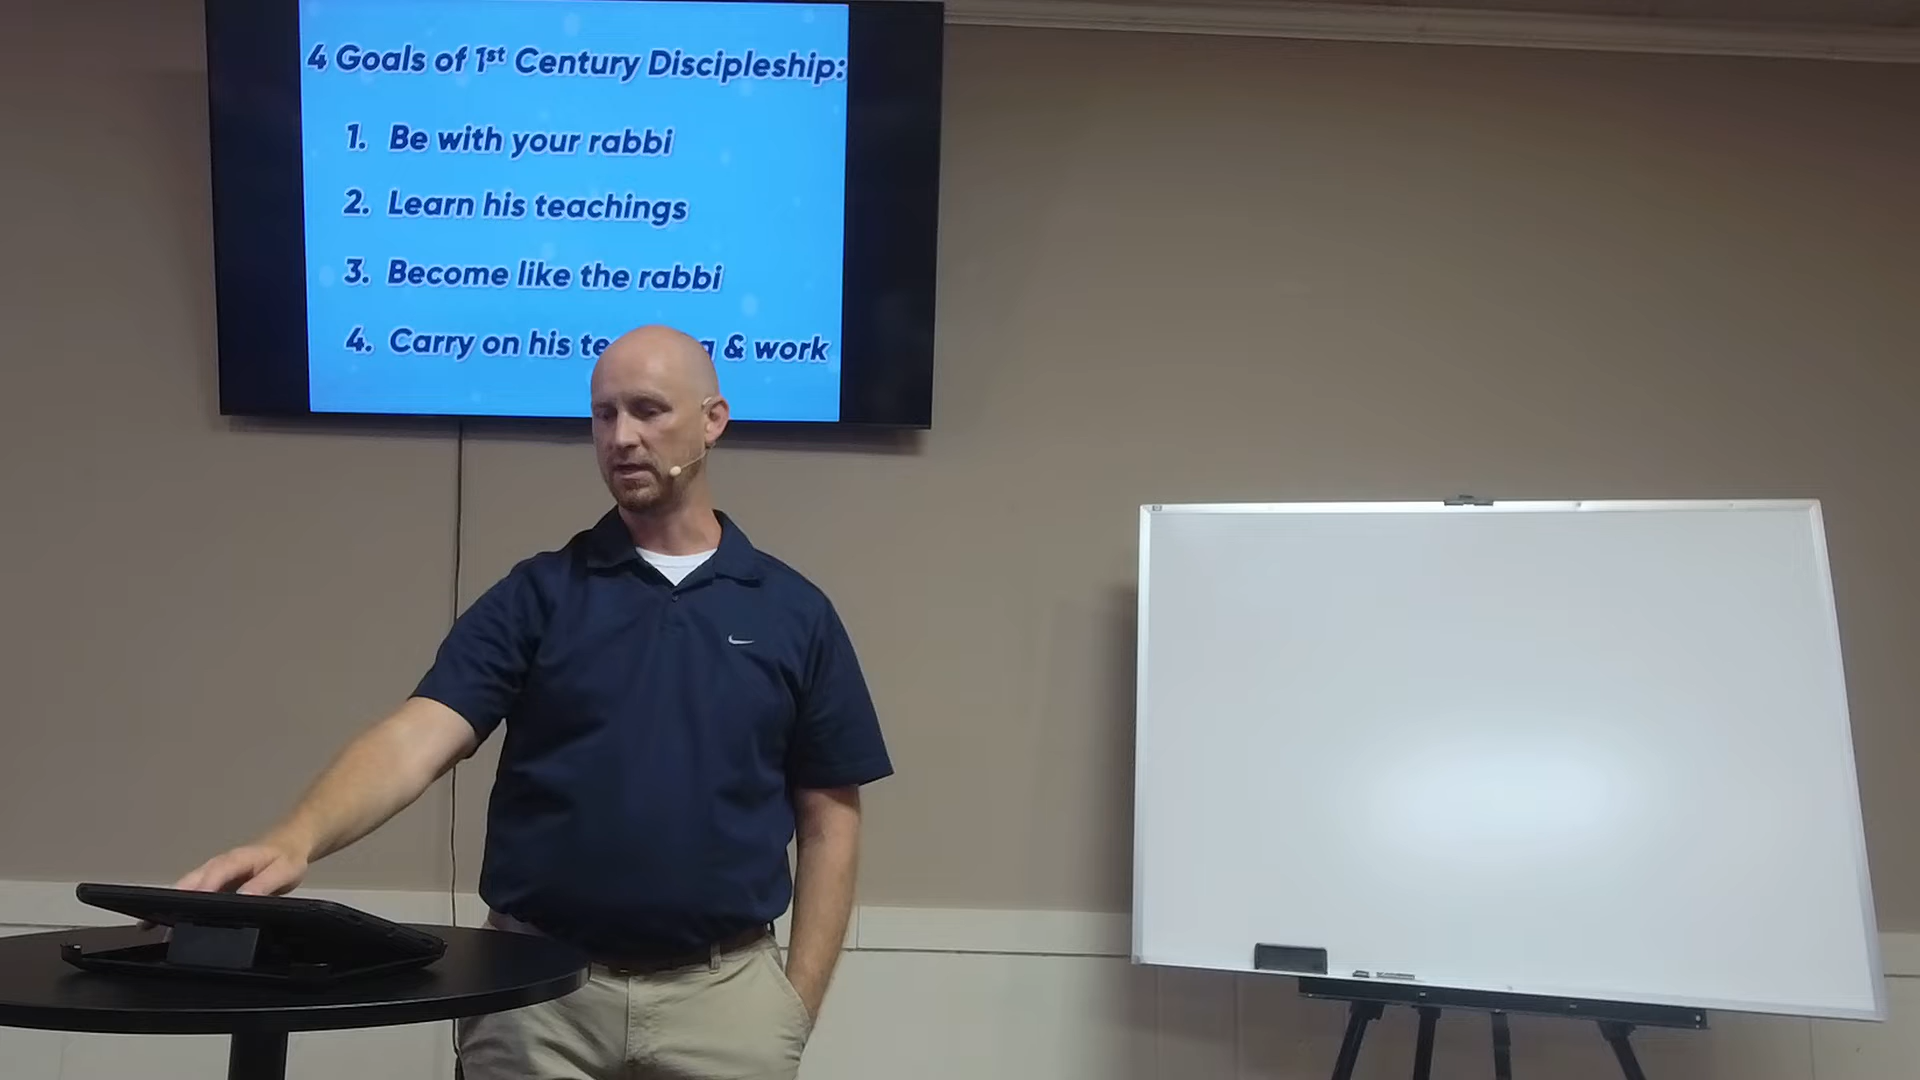 4 Goals of 1st Century Discipleship:
1. Be with your rabbi
2. Learn his teachings
3. Become like the rabbi
4. Carry on his & work